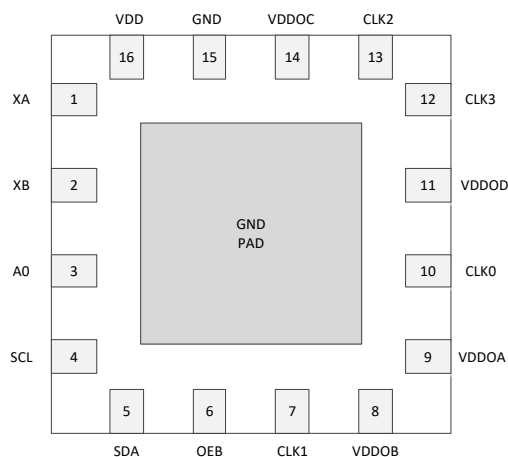 VDD GND VDDOC CLK2
16 15 14 13
XA 1 12 CLK3
XB 2 11 VDDOD
GND
PAD
A0 3 10 CLK0
SCL 4 9 VDDOA
5 6 7 8
SDA OEB CLK1 VDDOB